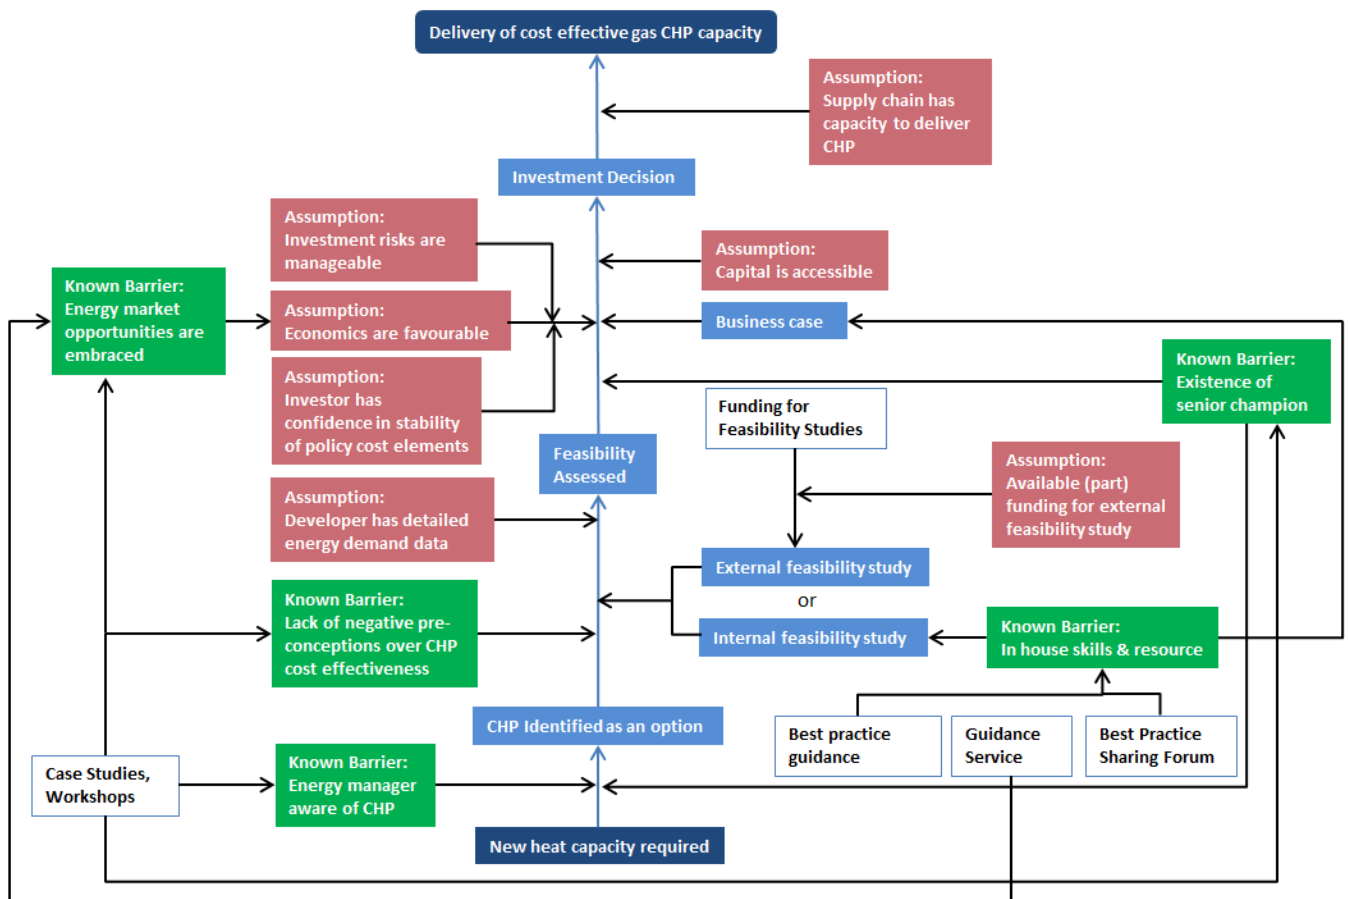 Delivery of cost effective gas CHP capacity
Assumption:
Supply chain has
capacity to deliver
CHP
Investment Decision
Assumption:
Investment risks are
manageable
Assumption:
Capital is accessible
Known Barrier:
Energy market
opportunities are
embraced
Assumption:
Economics are favourable
Business case
Known Barrier:
Existence of
senior champion
Assumption:
Investor has
confidence in stability
of policy cost elements
Funding for
Feasibility Studies
Feasibility
Assessed
Assumption:
Available (part)
funding for external
feasibility study
Assumption:
Developer has detailed
energy demand data
External feasibility study
or
Internal feasibility study
Known Barrier:
In house skills & resource
Known Barrier:
Lack of negative pre-
conceptions over CHP
cost effectiveness
CHP Identified as an option
Best practice
guidance
Guidance
Service
Best Practice
Sharing Forum
Case Studies,
Workshops
Known Barrier:
Energy manager
aware of CHP
New heat capacity required